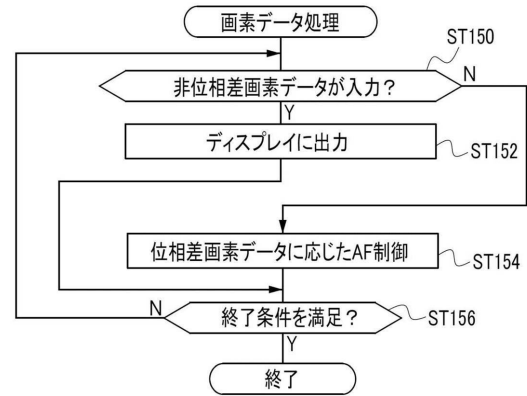 画素データ処理
ST150
非位相差画素データが入力?
N
Y
ディスプレイに出力
ST152
位相差画素データに応じたAF制御
ST154
N
終了条件を満足?
ST156
Y
終了